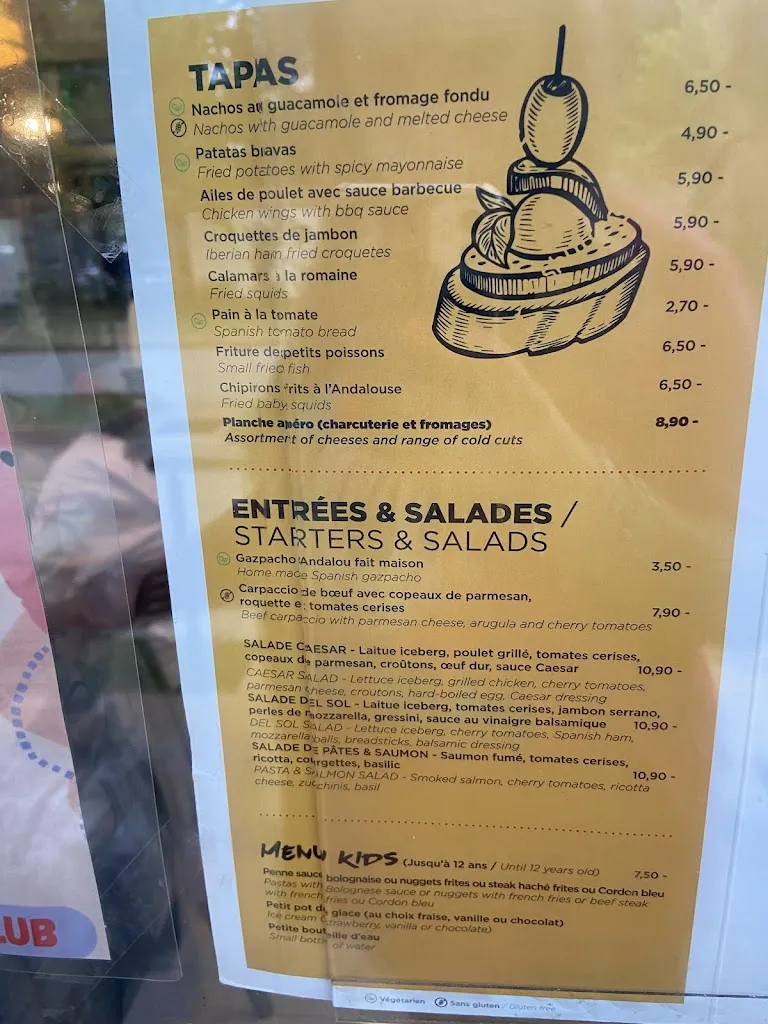 TAPAS
Nachos au guacamole et fromage fondu 6,50 -
Nachos with guacamole and melted cheese
Patatas bravas 4,90 -
Fried potatoes with spicy mayonnaise
Ailes de poulet avec sauce barbecue 5,90 -
Chicken wings with bbq sauce
Croquettes de jambon 5,90 -
Iberian ham fried croquetes
Calamars à la romaine 5,90 -
Fried squids
Pain à la tomate 2,70 -
Spanish tomato bread
Friture de petits poissons 6,50 -
Small fried fish
Chipirons frits à l'Andalouse 6,50 -
Fried baby squids
Planche apéro (charcuterie et fromages) 8,90 -
Assortment of cheeses and range of cold cuts
ENTRÉES & SALADES /
STARTERS & SALADS
Gazpacho Andalou fait maison 3,50 -
Home made Spanish gazpacho
Carpaccio de bœuf avec copeaux de parmesan,
roquette et tomates cerises 7,90 -
Beef carpaccio with parmesan cheese, arugula and cherry tomatoes
SALADE CAESAR - Laitue iceberg, poulet grillé, tomates cerises,
copeaux de parmesan, croûtons, œuf dur, sauce Caesar 10,90 -
CAESAR SALAD - Lettuce iceberg, grilled chicken, cherry tomatoes,
parmesan cheese, croutons, hard-boiled egg, Caesar dressing
SALADE DEL SOL - Laitue iceberg, tomates cerises, jambon serrano,
perles de mozzarella, gressini, sauce au vinaigre balsamique 10,90 -
DEL SOL SALAD - Lettuce iceberg, cherry tomatoes, Spanish ham,
mozzarella balls, breadsticks, balsamic dressing
SALADE DE PÂTES & SAUMON - Saumon fumé, tomates cerises,
ricotta, courgettes, basilic 10,90 -
PASTA & SALMON SALAD - Smoked salmon, cherry tomatoes, ricotta
cheese, zucchinis, basil
MENU KIDS (Jusqu'à 12 ans / Until 12 years old) 7,50 -
Penne sauce bolognaise ou nuggets frites ou steak haché frites ou Cordon bleu
Pastas with Bolognese sauce or nuggets with french fries or beef steak
with french fries ou Cordon bleu
Petit pot de glace (au choix fraise, vanille ou chocolat)
Ice cream (strawberry, vanilla or chocolate)
Petite bouteille d'eau
Small bottle of water
Végétarien Sans gluten / Gluten free
LUB